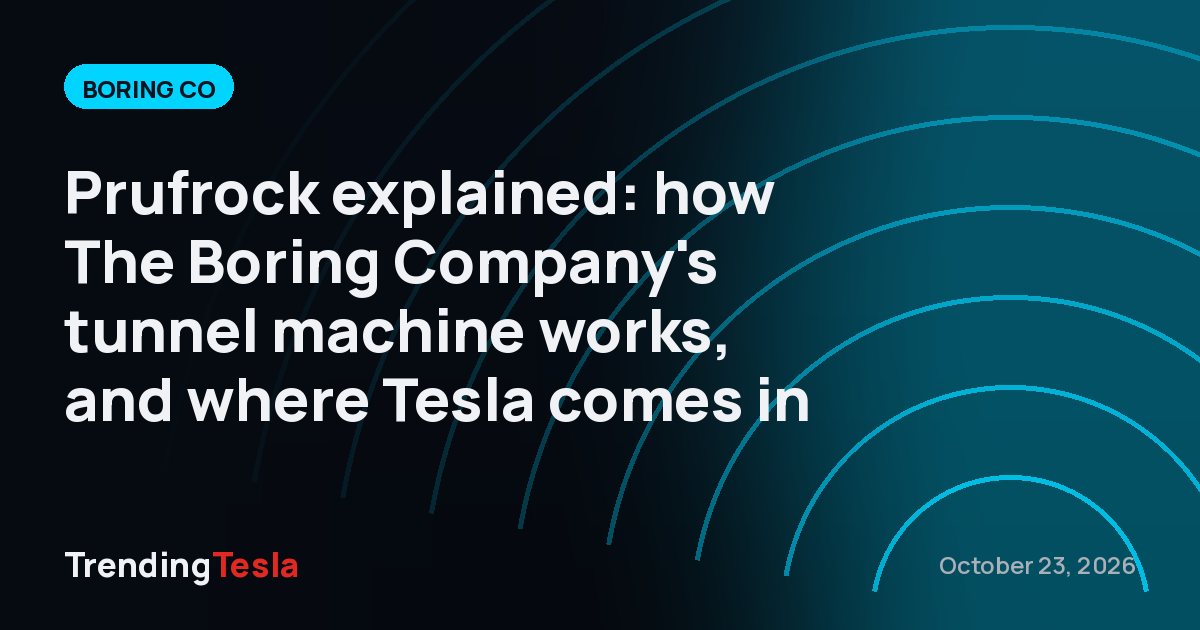 BORING CO
Prufrock explained: how
The Boring Company's
tunnel machine works,
and where Tesla comes in
TrendingTesla
October 23, 2026